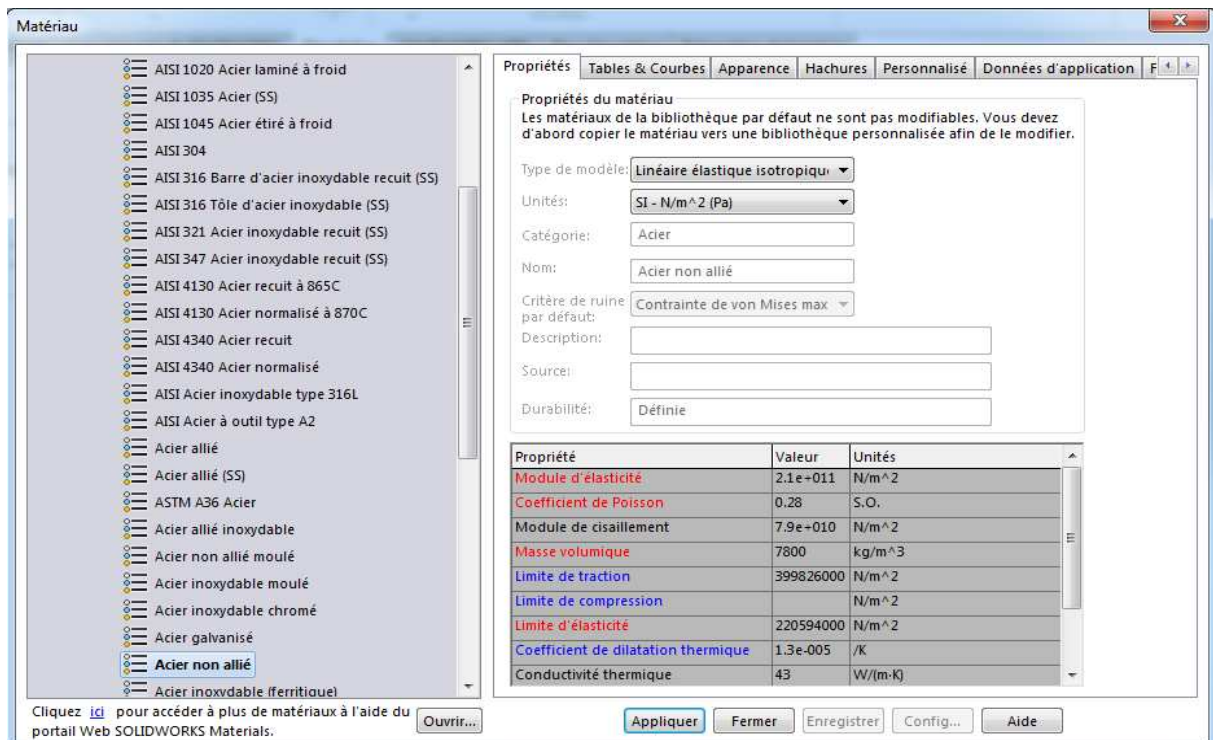 Matériau
AISI 1020 Acier laminé à froid
AISI 1035 Acier (SS)
AISI 1045 Acier étiré à froid
AISI 304
AISI 316 Barre d'acier inoxydable recuit (SS)
AISI 316 Tôle d'acier inoxydable (SS)
AISI 321 Acier inoxydable recuit (SS)
AISI 347 Acier inoxydable recuit (SS)
AISI 4130 Acier recuit à 865C
AISI 4130 Acier normalisé à 870C
AISI 4340 Acier recuit
AISI 4340 Acier normalisé
AISI Acier inoxydable type 316L
AISI Acier à outil type A2
Acier allié
Acier allié (SS)
ASTM A36 Acier
Acier allié inoxydable
Acier non allié moulé
Acier inoxydable moulé
Acier inoxydable chromé
Acier galvanisé
Acier non allié
Acier inoxydable (ferritique)
Cliquez ici pour accéder à plus de matériaux à l'aide du
portail Web SOLIDWORKS Materials.
Ouvrir...
Propriétés Tables & Courbes Apparence Hachures Personnalisé Données d'application F
Propriétés du matériau
Les matériaux de la bibliothèque par défaut ne sont pas modifiables. Vous devez
d'abord copier le matériau vers une bibliothèque personnalisée afin de le modifier.
Type de modèle: Linéaire élastique isotropiqu
Unités: SI - N/m^2 (Pa)
Catégorie: Acier
Nom: Acier non allié
Critère de ruine
par défaut: Contrainte de von Mises max
Description:
Source:
Durabilité: Définie
Propriété Valeur Unités
Module d'élasticité 2.1e+011 N/m^2
Coefficient de Poisson 0.28 S.O.
Module de cisaillement 7.9e+010 N/m^2
Masse volumique 7800 kg/m^3
Limite de traction 399826000 N/m^2
Limite de compression N/m^2
Limite d'élasticité 220594000 N/m^2
Coefficient de dilatation thermique 1.3e-005 /K
Conductivité thermique 43 W/(m·K)
Appliquer Fermer Enregistrer Config... Aide